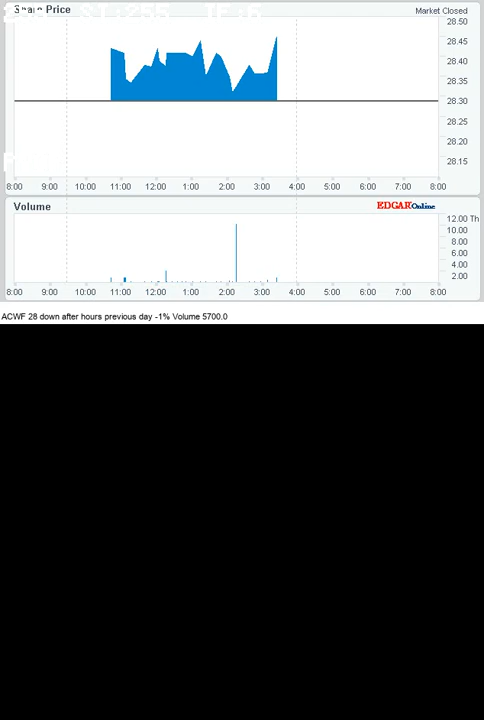 Share Price
Market Closed
28.50
28.45
28.40
28.35
28.30
28.25
28.20
28.15
8:00 9:00 10:00 11:00 12:00 1:00 2:00 3:00 4:00 5:00 6:00 7:00 8:00
Volume
EDGAROnline
12.00 Th
10.00
8.00
6.00
4.00
2.00
8:00 9:00 10:00 11:00 12:00 1:00 2:00 3:00 4:00 5:00 6:00 7:00 8:00
ACWF 28 down after hours previous day -1% Volume 5700.0